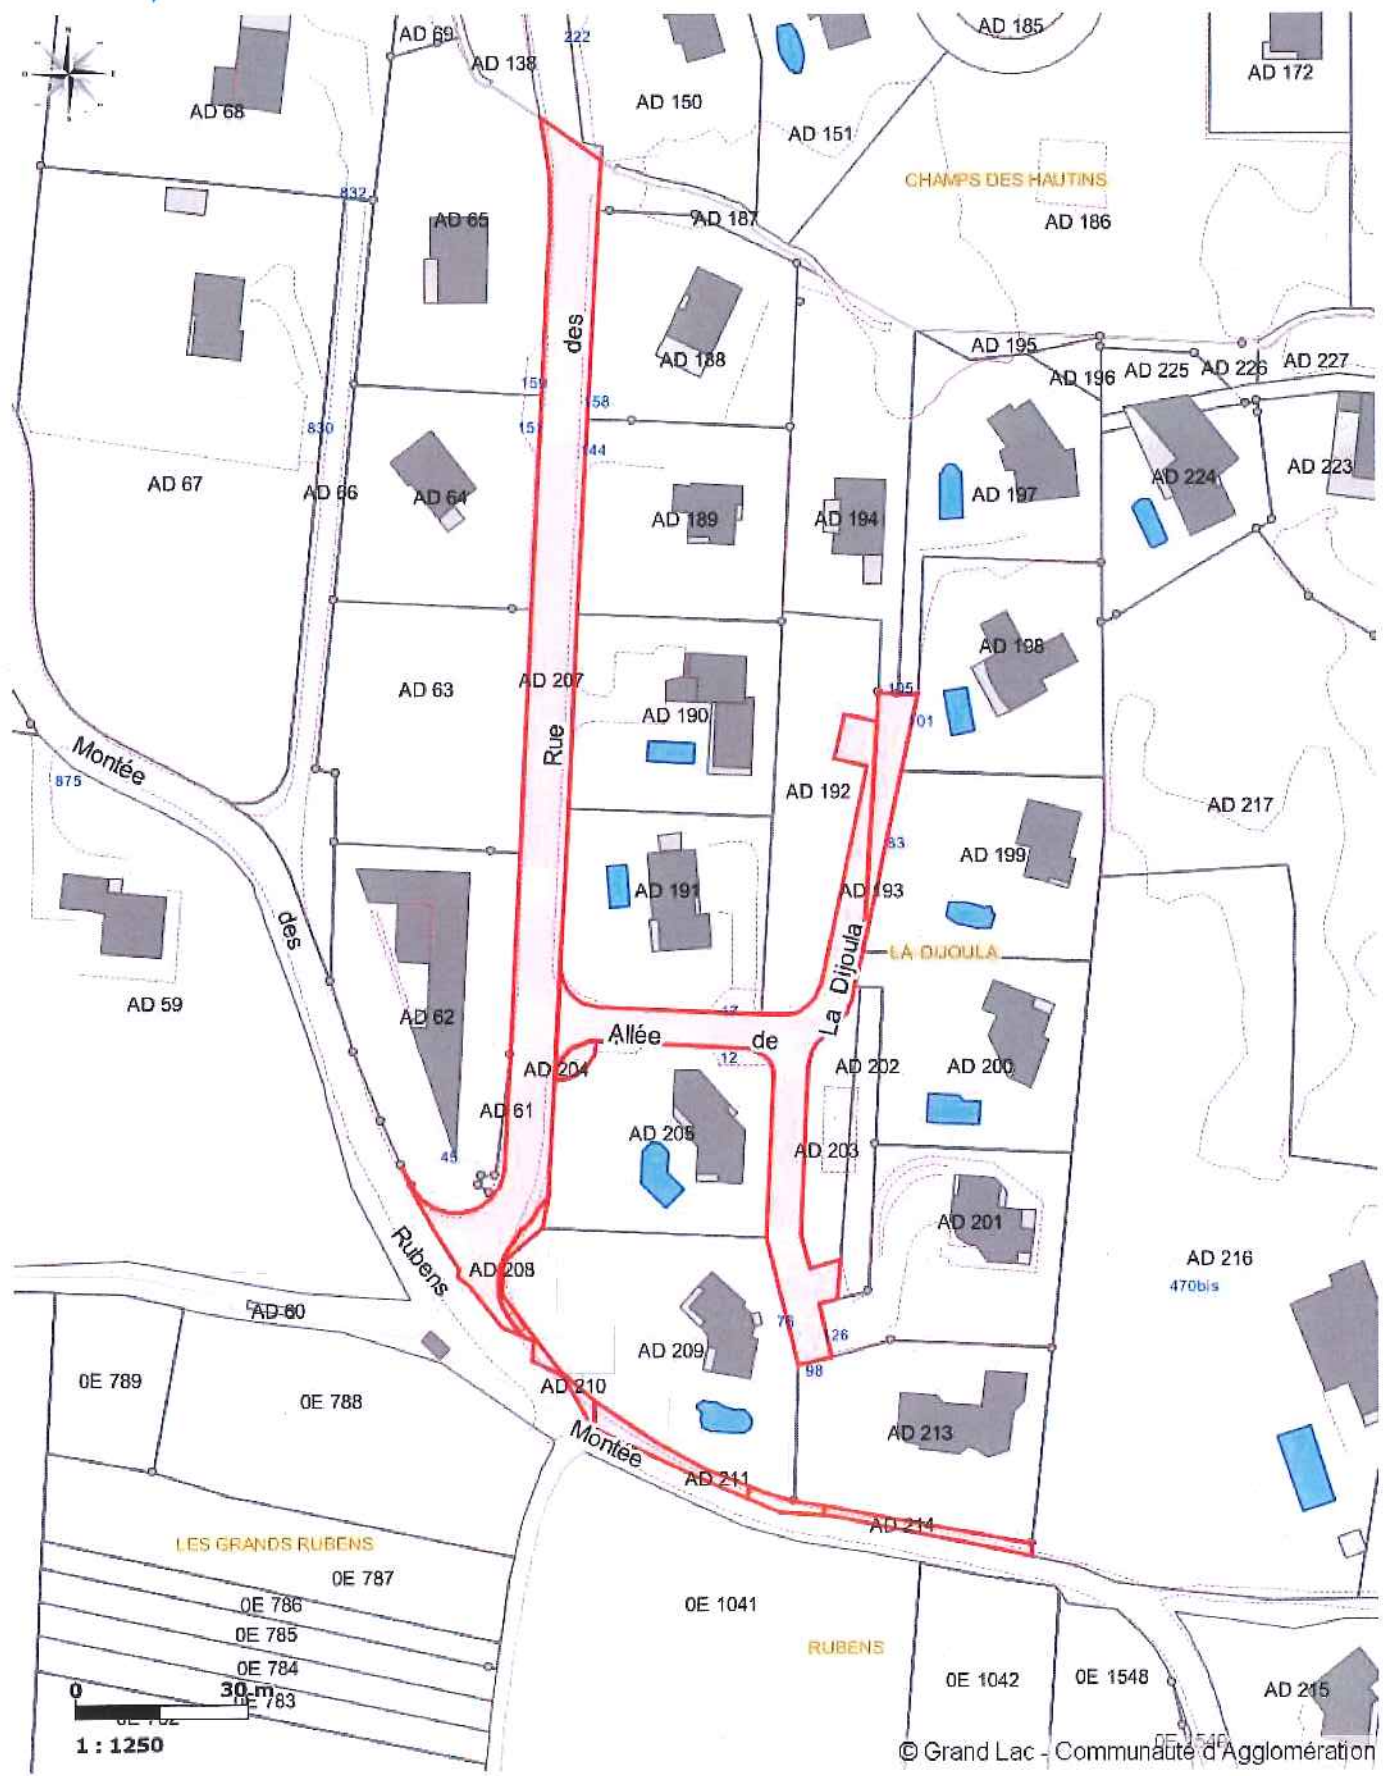 AD 69
222
AD 185
AD 138
AD 172
AD 150
AD 68
AD 151
CHAMPS DES HAUTINS
832
AD 65
AD 187
AD 186
des
AD 188
AD 195
AD 227
AD 225
AD 226
AD 196
159
158
830
AD 223
AD 67
AD 66
AD 64
AD 197
AD 224
AD 189
AD 194
AD 198
AD 63
AD 207
AD 190
Rue
Montée
875
AD 192
AD 217
83
AD 199
AD 191
AD 193
des
LA DIJOULA
La Dijoula
AD 59
AD 62
17
Allée
de
12
AD 204
AD 202
AD 200
AD 61
AD 205
AD 203
45
AD 201
Rubens
AD 216
470bis
AD 208
AD 60
76
26
AD 209
98
0E 789
AD 210
0E 788
Montée
AD 213
AD 211
AD 214
LES GRANDS RUBENS
0E 787
0E 786
0E 1041
0E 785
RUBENS
0E 784
0E 1042
0E 1548
AD 215
0
30 m
0E 783
1 : 1250
© Grand Lac - Communauté d'Agglomération